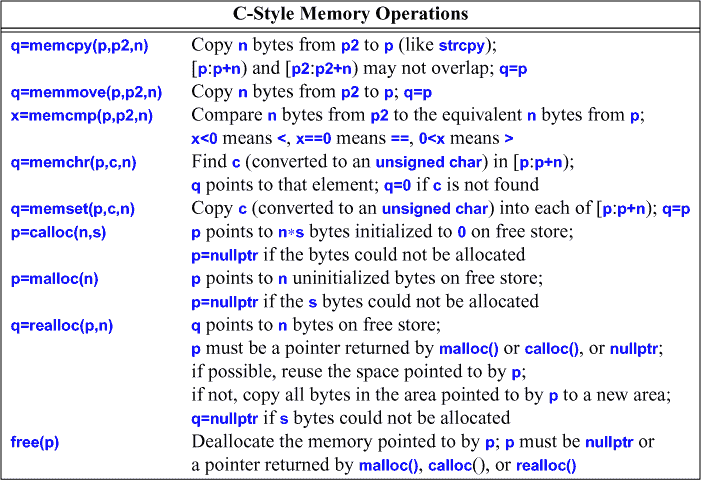 C-Style Memory Operations
q=memcpy(p,p2,n) Copy n bytes from p2 to p (like strcpy);
[p:p+n) and [p2:p2+n) may not overlap; q=p
q=memmove(p,p2,n) Copy n bytes from p2 to p; q=p
x=memcmp(p,p2,n) Compare n bytes from p2 to the equivalent n bytes from p;
x<0 means <, x==0 means ==, 0<x means >
q=memchr(p,c,n) Find c (converted to an unsigned char) in [p:p+n);
q points to that element; q=0 if c is not found
q=memset(p,c,n) Copy c (converted to an unsigned char) into each of [p:p+n); q=p
p=calloc(n,s) p points to n*s bytes initialized to 0 on free store;
p=nullptr if the bytes could not be allocated
p=malloc(n) p points to n uninitialized bytes on free store;
p=nullptr if the s bytes could not be allocated
q=realloc(p,n) q points to n bytes on free store;
p must be a pointer returned by malloc() or calloc(), or nullptr;
if possible, reuse the space pointed to by p;
if not, copy all bytes in the area pointed to by p to a new area;
q=nullptr if s bytes could not be allocated
free(p) Deallocate the memory pointed to by p; p must be nullptr or
a pointer returned by malloc(), calloc(), or realloc()